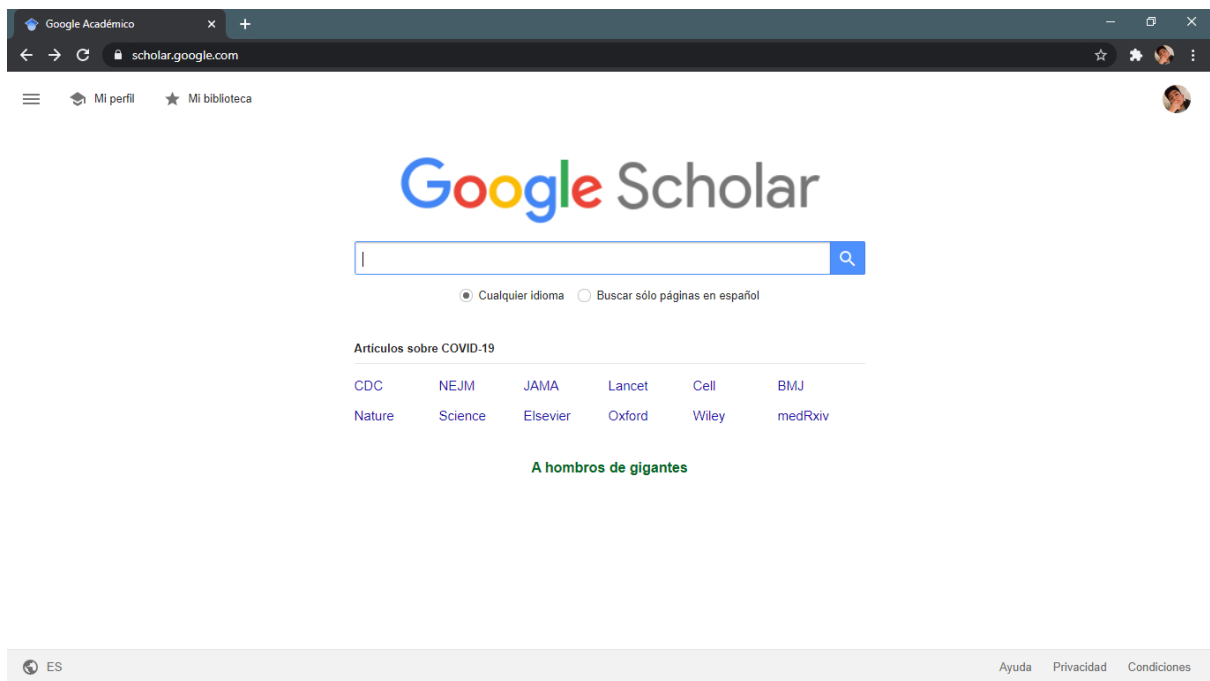 Google Académico
scholar.google.com
Mi perfil Mi biblioteca
Google Scholar
Cualquier idioma Buscar sólo páginas en español
Artículos sobre COVID-19
CDC NEJM JAMA Lancet Cell BMJ
Nature Science Elsevier Oxford Wiley medRxiv
A hombros de gigantes
ES Ayuda Privacidad Condiciones